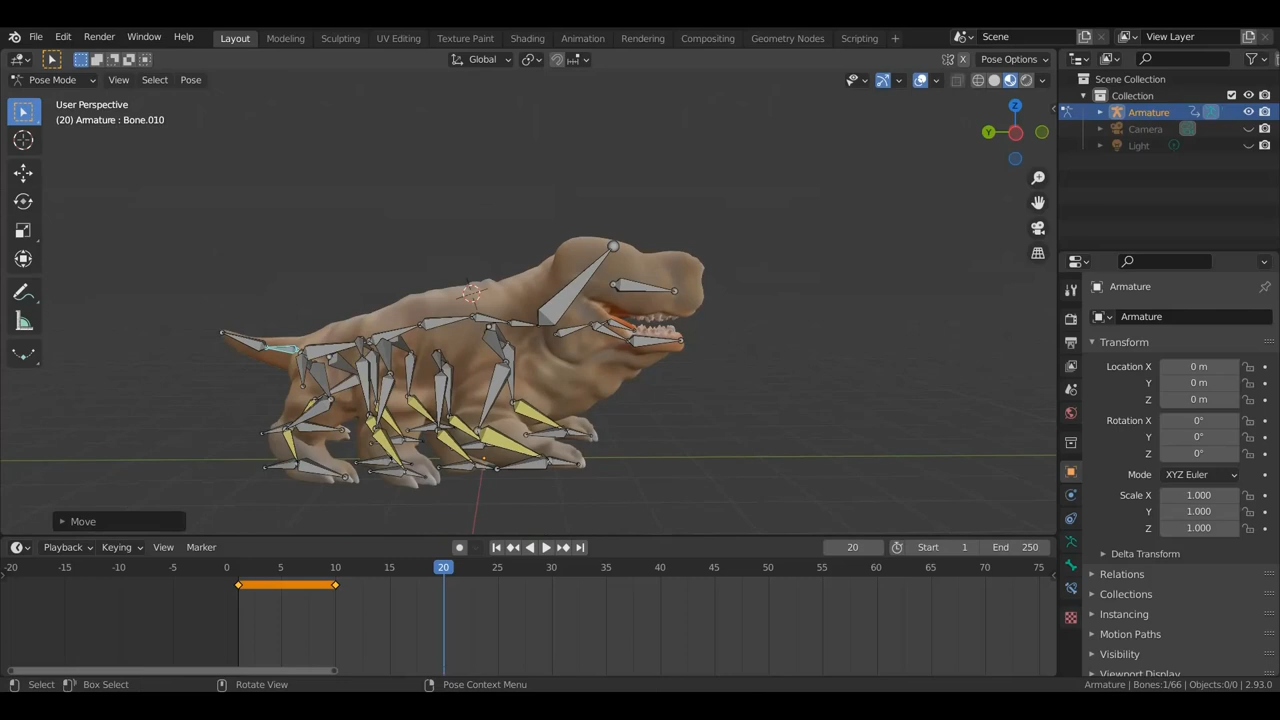 File Edit Render Window Help Layout Modeling Sculpting UV Editing Texture Paint Shading Animation Rendering Compositing Geometry Nodes Scripting + Scene View Layer
Global Pose Options
Pose Mode View Select Pose
User Perspective
(20) Armature : Bone.010
Z
Y
Scene Collection
Collection
Armature
Camera
Light
Armature
Armature
Transform
Location X 0 m
Y 0 m
Z 0 m
Rotation X 0°
Y 0°
Z 0°
Mode XYZ Euler
Scale X 1.000
Y 1.000
Z 1.000
Delta Transform
Relations
Collections
Instancing
Motion Paths
Visibility
Viewport Display
Move
Playback Keying View Marker 20 Start 1 End 250
-20 -15 -10 -5 0 5 10 15 20 25 30 35 40 45 50 55 60 65 70 75
Select Box Select Rotate View Pose Context Menu Armature | Bones:1/66 | Objects:0/0 | 2.93.0